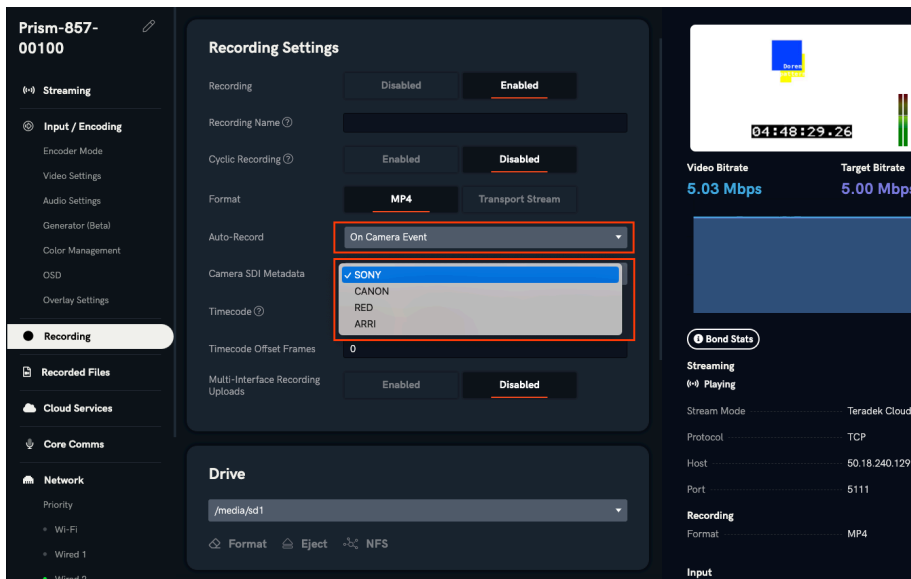 Prism-857-
00100
Streaming
Input / Encoding
Encoder Mode
Video Settings
Audio Settings
Generator (Beta)
Color Management
OSD
Overlay Settings
Recording
Recorded Files
Cloud Services
Core Comms
Network
Priority
Wi-Fi
Wired 1
Wired 2
Recording Settings
Recording Disabled Enabled
Recording Name ?
Cyclic Recording ? Enabled Disabled
Format MP4 Transport Stream
Auto-Record On Camera Event
Camera SDI Metadata ✓ SONY
CANON
RED
ARRI
Timecode ?
Timecode Offset Frames 0
Multi-Interface Recording
Uploads Enabled Disabled
Drive
/media/sd1
Format Eject NFS
04:48:29.26
Video Bitrate Target Bitrate
5.03 Mbps 5.00 Mbps
Bond Stats
Streaming
Playing
Stream Mode Teradek Cloud
Protocol TCP
Host 50.18.240.129
Port 5111
Recording
Format MP4
Input